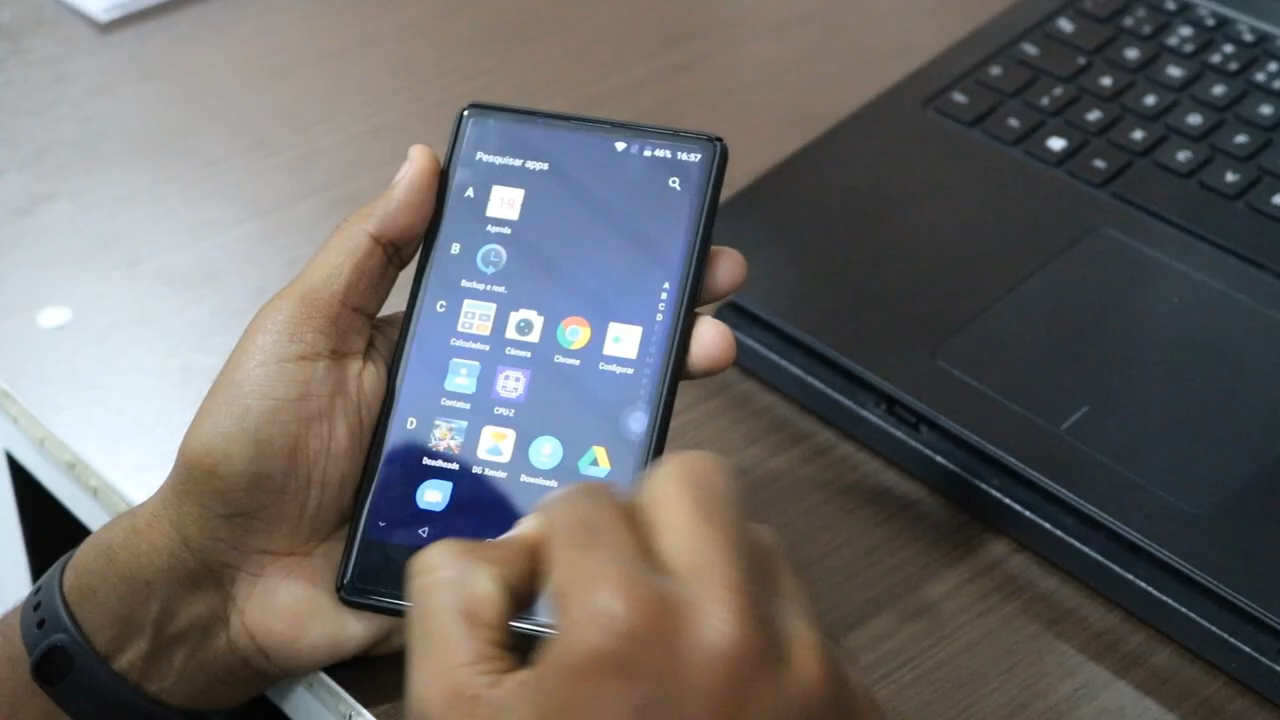 46% 16:57
Pesquisar apps
A
19
Agenda
B
Backup e rest..
C
Calculadora Câmera Chrome Configurar
Contatos CPU-Z
D
Deadheads DG Xender Downloads
A
B
C
D